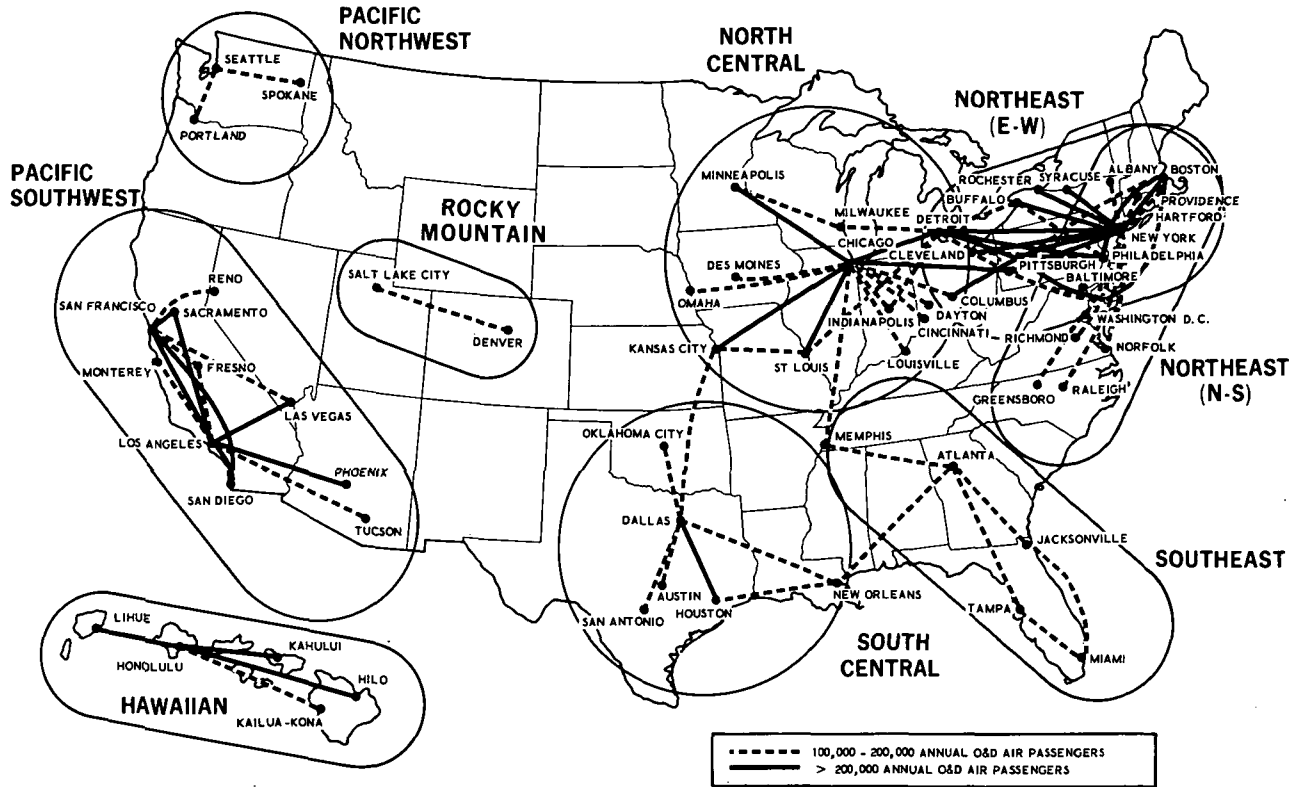 PACIFIC
NORTHWEST
SEATTLE
SPOKANE
PORTLAND
NORTH
CENTRAL
NORTHEAST
(E-W)
PACIFIC
SOUTHWEST
ROCKY
MOUNTAIN
SALT LAKE CITY
DENVER
RENO
SAN FRANCISCO
SACRAMENTO
MONTEREY
FRESNO
LAS VEGAS
LOS ANGELES
PHOENIX
SAN DIEGO
TUCSON
MINNEAPOLIS
MILWAUKEE
DETROIT
CHICAGO
CLEVELAND
DES MOINES
OMAHA
COLUMBUS
DAYTON
INDIANAPOLIS
CINCINNATI
KANSAS CITY
ST LOUIS
LOUISVILLE
ROCHESTER
SYRACUSE
ALBANY
BOSTON
BUFFALO
PROVIDENCE
HARTFORD
NEW YORK
PHILADELPHIA
PITTSBURGH
BALTIMORE
WASHINGTON D.C.
RICHMOND
NORFOLK
GREENSBORO
RALEIGH
NORTHEAST
(N-S)
OKLAHOMA CITY
MEMPHIS
ATLANTA
DALLAS
JACKSONVILLE
SOUTHEAST
AUSTIN
HOUSTON
SAN ANTONIO
NEW ORLEANS
TAMPA
MIAMI
SOUTH
CENTRAL
LIHUE
KAHULUI
HONOLULU
HILO
HAWAIIAN
KAILUA-KONA
100,000 - 200,000 ANNUAL O&D AIR PASSENGERS
> 200,000 ANNUAL O&D AIR PASSENGERS